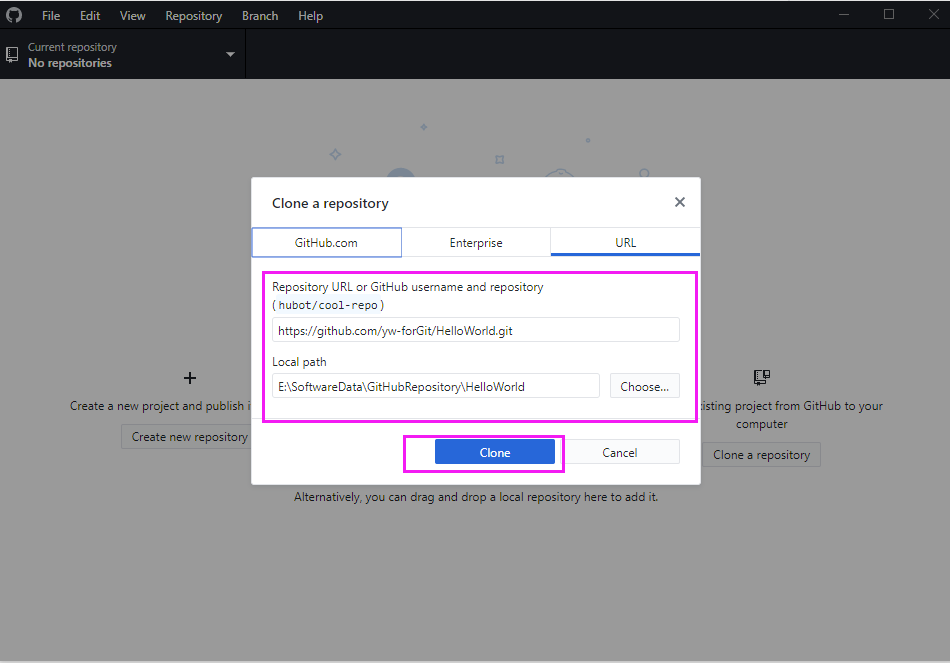 File Edit View Repository Branch Help
Current repository
No repositories
Clone a repository
GitHub.com Enterprise URL
Repository URL or GitHub username and repository
(hubot/cool-repo)
https://github.com/yw-forGit/HelloWorld.git
Local path
E:\SoftwareData\GitHubRepository\HelloWorld Choose...
Clone Cancel
Create a new project and publish i
Create new repository
isting project from GitHub to your
computer
Clone a repository
Alternatively, you can drag and drop a local repository here to add it.